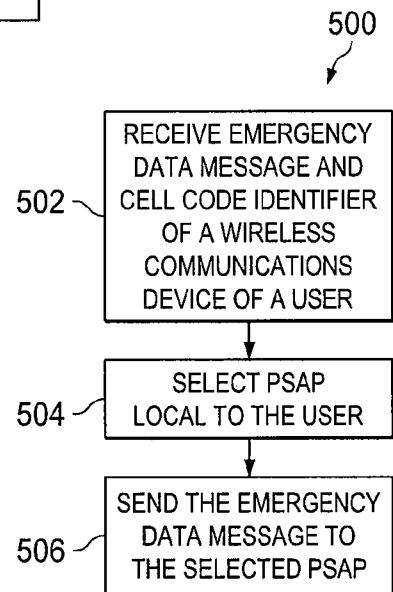 500
502
RECEIVE EMERGENCY
DATA MESSAGE AND
CELL CODE IDENTIFIER
OF A WIRELESS
COMMUNICATIONS
DEVICE OF A USER
504
SELECT PSAP
LOCAL TO THE USER
506
SEND THE EMERGENCY
DATA MESSAGE TO
THE SELECTED PSAP